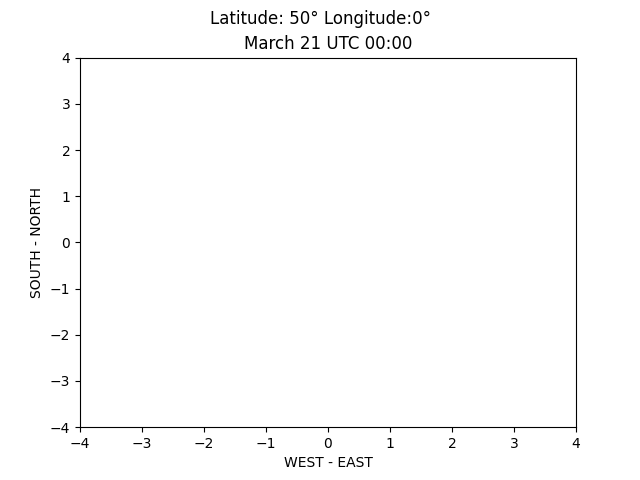 Latitude: 50° Longitude:0°
March 21 UTC 00:00
4
3
2
1
0
−1
−2
−3
−4
SOUTH - NORTH
−4 −3 −2 −1 0 1 2 3 4
WEST - EAST